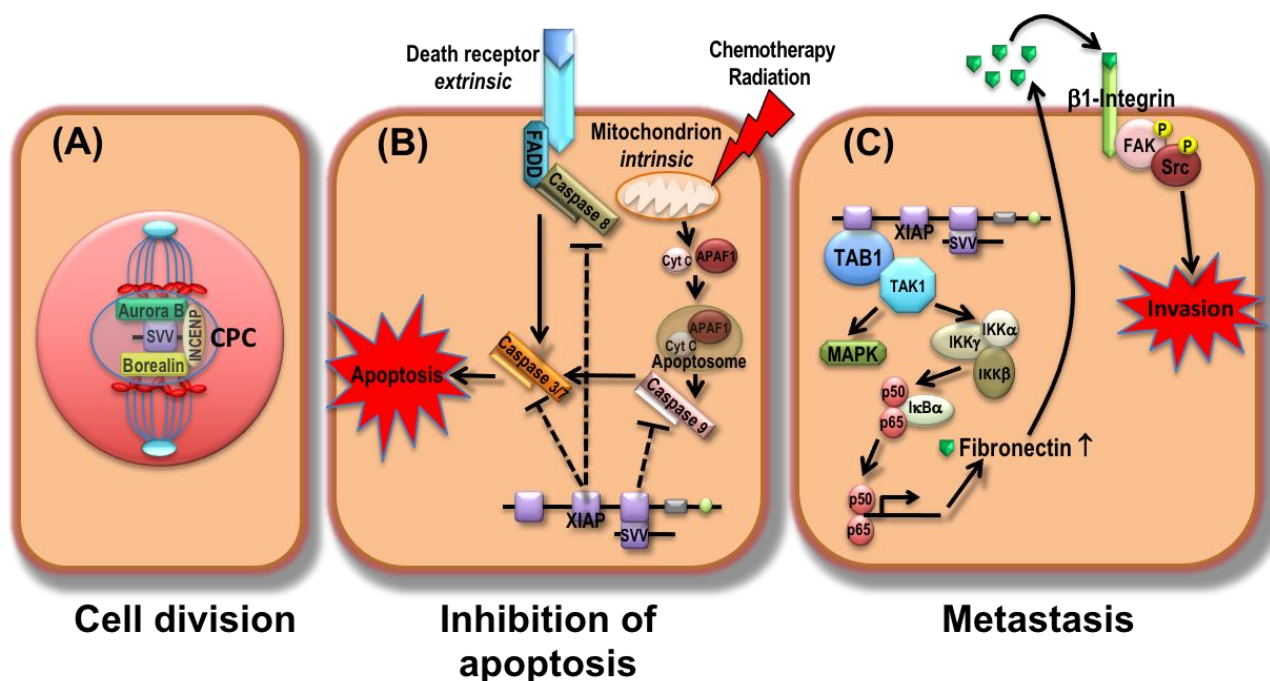 (A)
Aurora B
SVV
INCENP
Borealin
CPC
Cell division
(B)
Death receptor
extrinsic
FADD
Caspase 8
Chemotherapy
Radiation
Mitochondrion
intrinsic
Cyt C
APAF1
APAF1
Cyt C
Apoptosome
Caspase 9
Caspase 3/7
Apoptosis
XIAP
SVV
Inhibition of
apoptosis
(C)
β1-Integrin
FAK
P
Src
P
Invasion
XIAP
SVV
TAB1
TAK1
MAPK
IKKγ
IKKα
IKKβ
p50
p65
IκBα
Fibronectin ↑
p50
p65
Metastasis